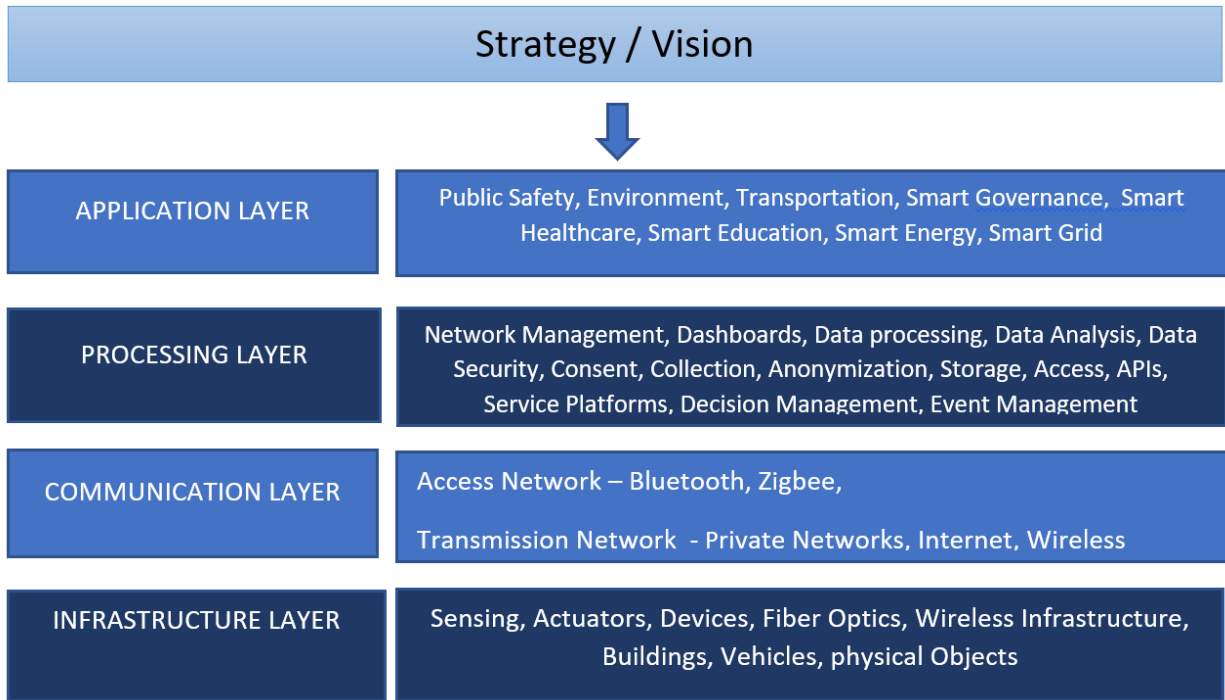 Strategy / Vision
APPLICATION LAYER
Public Safety, Environment, Transportation, Smart Governance,  Smart
Healthcare, Smart Education, Smart Energy, Smart Grid
PROCESSING LAYER
Network Management, Dashboards, Data processing, Data Analysis, Data
Security, Consent, Collection, Anonymization, Storage, Access, APIs,
Service Platforms, Decision Management, Event Management
COMMUNICATION LAYER
Access Network – Bluetooth, Zigbee,
Transmission Network  - Private Networks, Internet, Wireless
INFRASTRUCTURE LAYER
Sensing, Actuators, Devices, Fiber Optics, Wireless Infrastructure,
Buildings, Vehicles, physical Objects